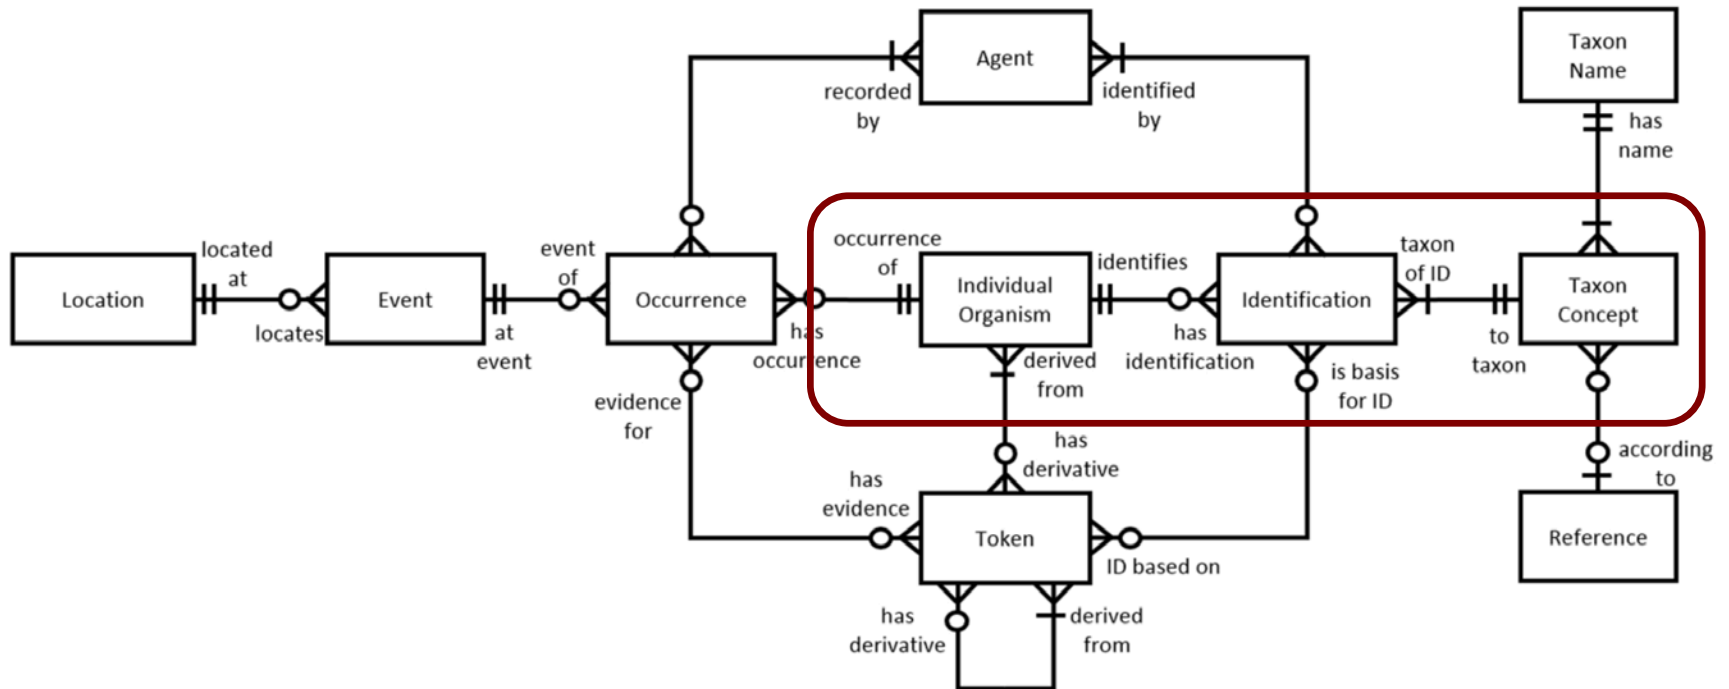 Agent
Taxon
Name
recorded
by
identified
by
has
name
located
at
event
of
occurrence
of
identifies
taxon
of ID
Location
Event
Occurrence
Individual
Organism
Identification
Taxon
Concept
locates
at
event
has
occurrence
derived
from
has
identification
is basis
for ID
to
taxon
evidence
for
has
derivative
according
to
has
evidence
Token
ID based on
Reference
has
derivative
derived
from